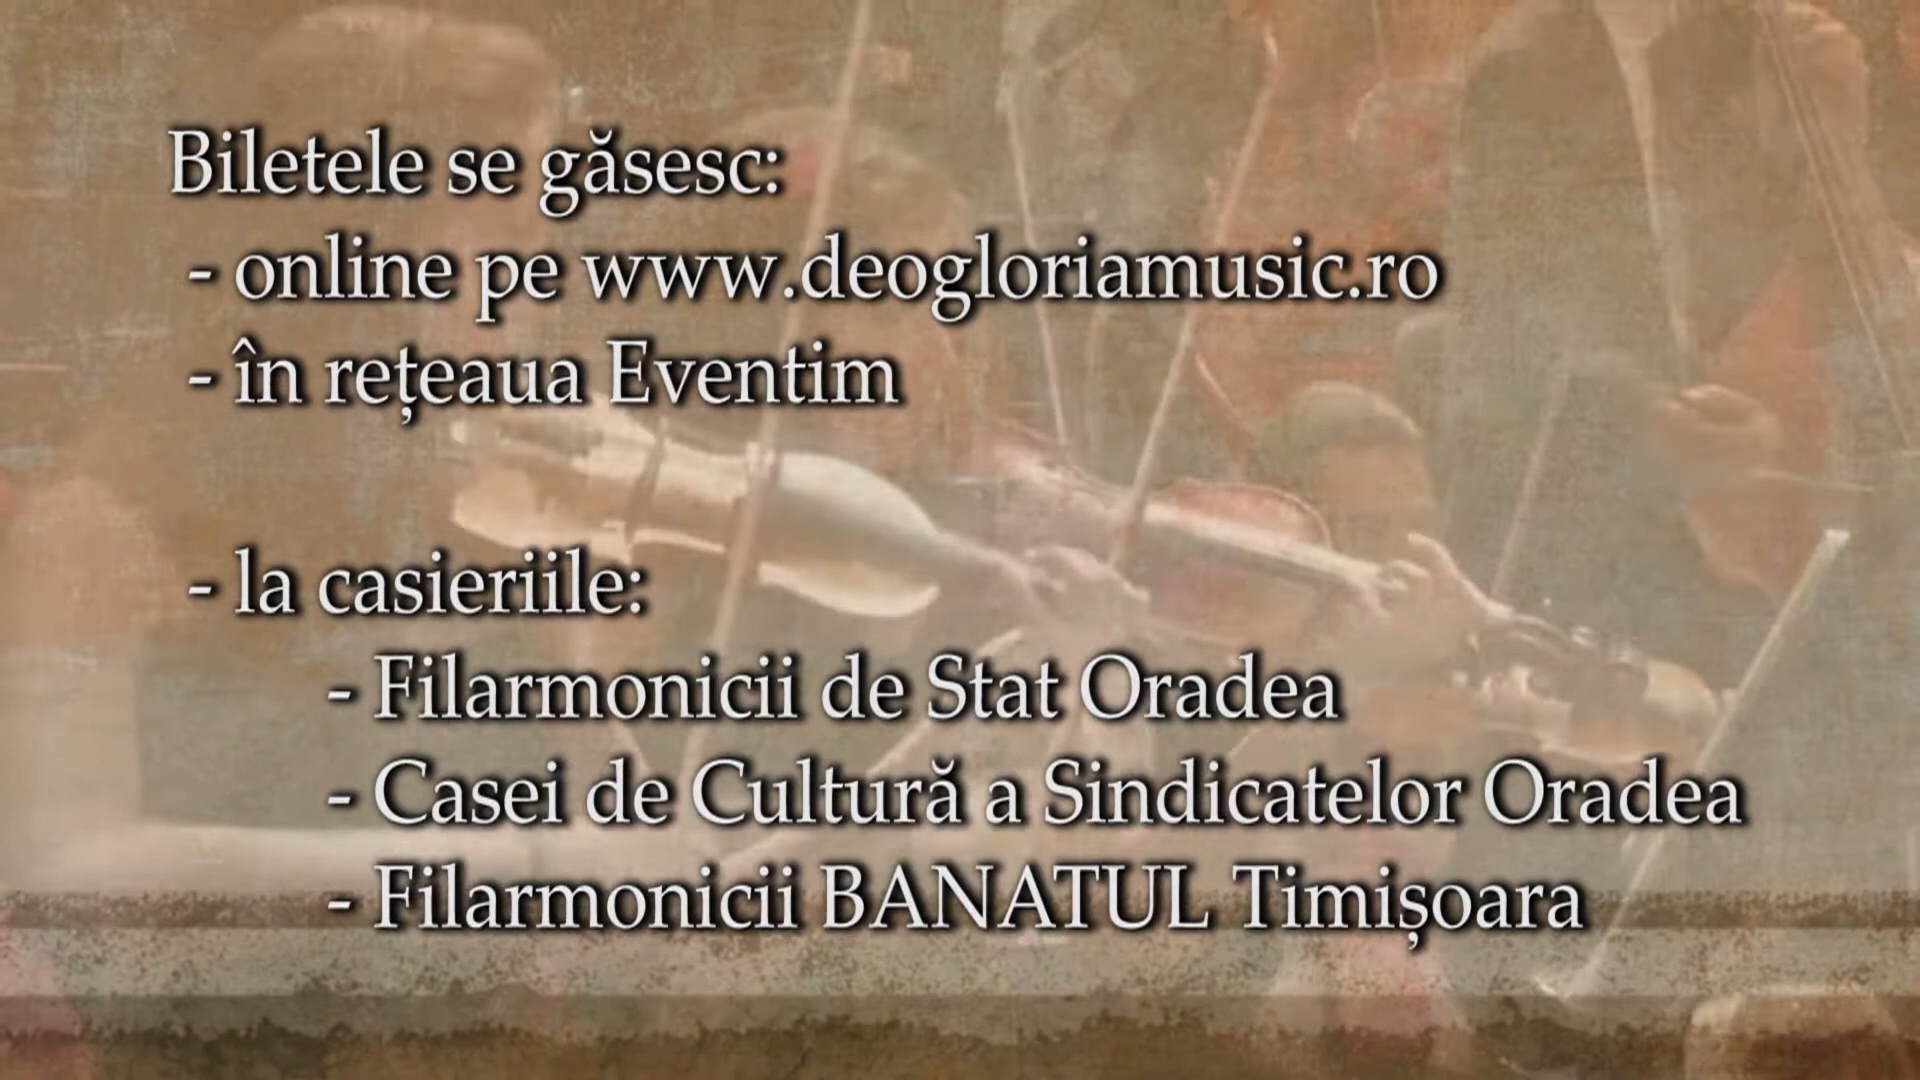 Biletele se găsesc:
- online pe www.deogloriamusic.ro
- în rețeaua Eventim
- la casieriile:
- Filarmonicii de Stat Oradea
- Casei de Cultură a Sindicatelor Oradea
- Filarmonicii BANATUL Timișoara